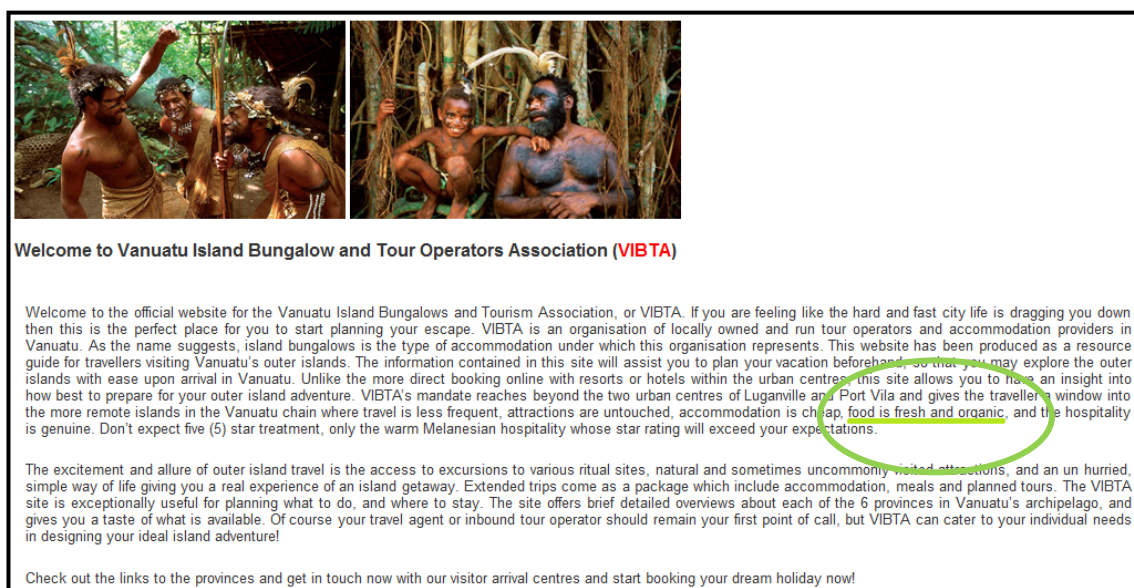 Welcome to Vanuatu Island Bungalow and Tour Operators Association (VIBTA)
Welcome to the official website for the Vanuatu Island Bungalows and Tourism Association, or VIBTA. If you are feeling like the hard and fast city life is dragging you down
then this is the perfect place for you to start planning your escape. VIBTA is an organisation of locally owned and run tour operators and accommodation providers in
Vanuatu. As the name suggests, island bungalows is the type of accommodation under which this organisation represents. This website has been produced as a resource
guide for travellers visiting Vanuatu's outer islands. The information contained in this site will assist you to plan your vacation beforehand, so that you may explore the outer
islands with ease upon arrival in Vanuatu. Unlike the more direct booking online with resorts or hotels within the urban centres, this site allows you to have an insight into
how best to prepare for your outer island adventure. VIBTA's mandate reaches beyond the two urban centres of Luganville and Port Vila and gives the traveller a window into
the more remote islands in the Vanuatu chain where travel is less frequent, attractions are untouched, accommodation is cheap, food is fresh and organic, and the hospitality
is genuine. Don't expect five (5) star treatment, only the warm Melanesian hospitality whose star rating will exceed your expectations.
The excitement and allure of outer island travel is the access to excursions to various ritual sites, natural and sometimes uncommonly visited attractions, and an un hurried,
simple way of life giving you a real experience of an island getaway. Extended trips come as a package which include accommodation, meals and planned tours. The VIBTA
site is exceptionally useful for planning what to do, and where to stay. The site offers brief detailed overviews about each of the 6 provinces in Vanuatu's archipelago, and
gives you a taste of what is available. Of course your travel agent or inbound tour operator should remain your first point of call, but VIBTA can cater to your individual needs
in designing your ideal island adventure!
Check out the links to the provinces and get in touch now with our visitor arrival centres and start booking your dream holiday now!